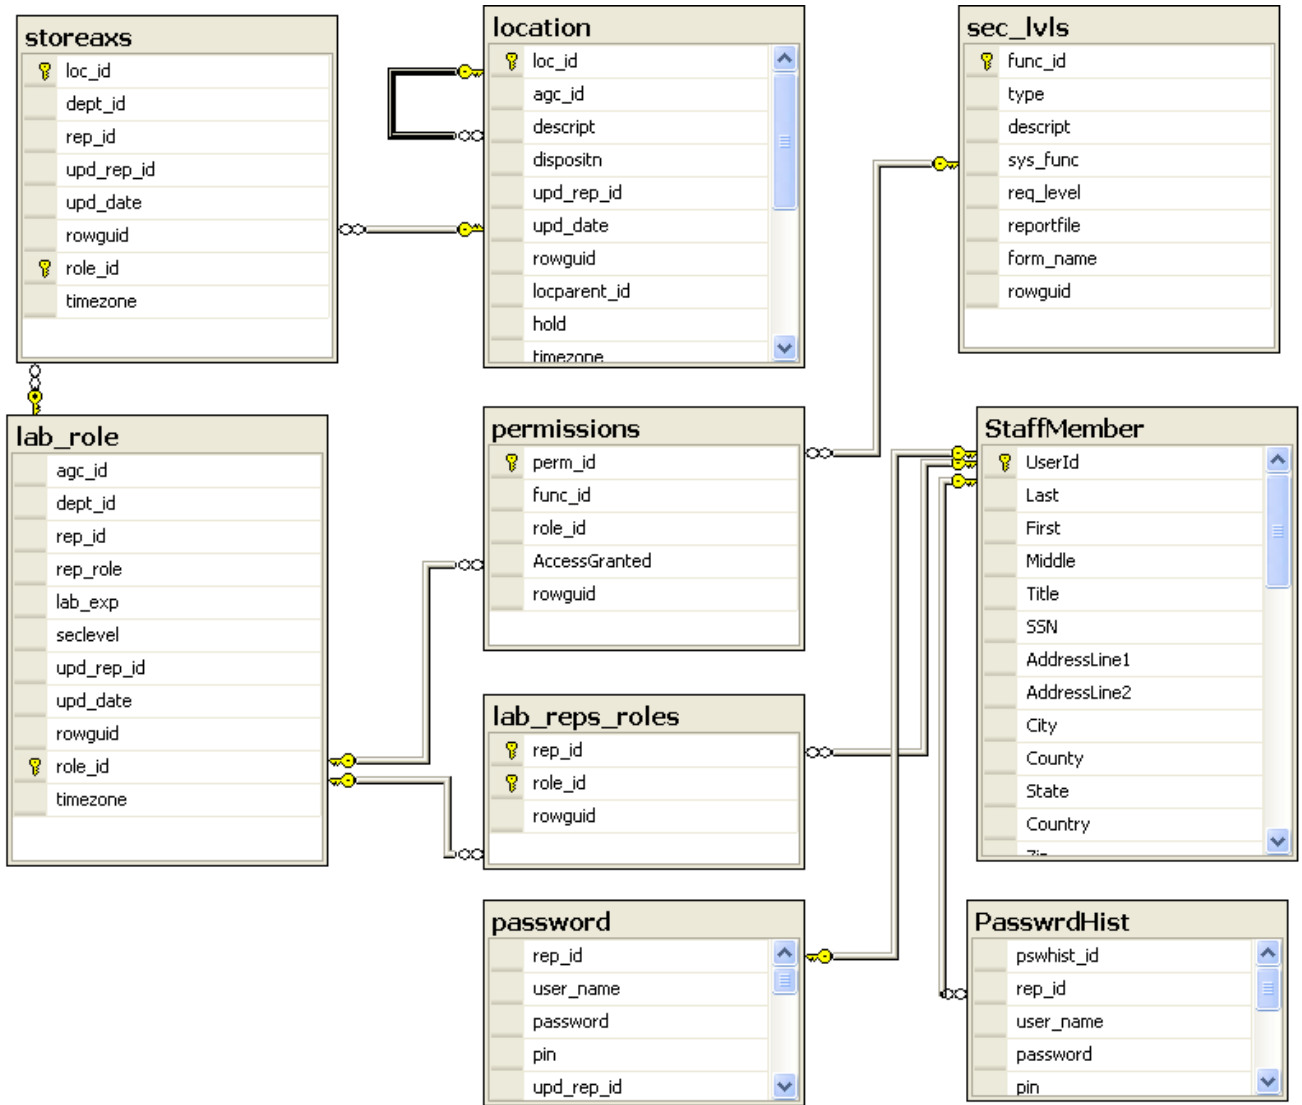 storeaxs
loc_id
dept_id
rep_id
upd_rep_id
upd_date
rowguid
role_id
timezone
location
loc_id
agc_id
descript
dispositn
upd_rep_id
upd_date
rowguid
locparent_id
hold
timezone
sec_lvls
func_id
type
descript
sys_func
req_level
reportfile
form_name
rowguid
lab_role
agc_id
dept_id
rep_id
rep_role
lab_exp
seclevel
upd_rep_id
upd_date
rowguid
role_id
timezone
permissions
perm_id
func_id
role_id
AccessGranted
rowguid
StaffMember
UserId
Last
First
Middle
Title
SSN
AddressLine1
AddressLine2
City
County
State
Country
lab_reps_roles
rep_id
role_id
rowguid
password
rep_id
user_name
password
pin
upd_rep_id
PasswrdHist
pswhist_id
rep_id
user_name
password
pin